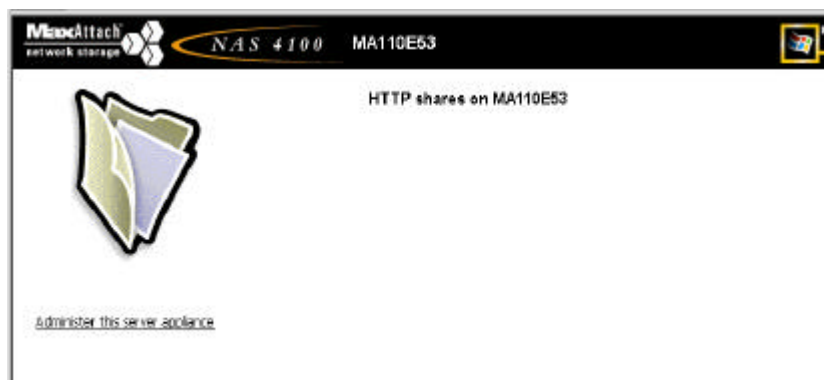 MaxAttach
network storage
NAS 4100
MA110E53
HTTP shares on MA110E53
Administer this server appliance